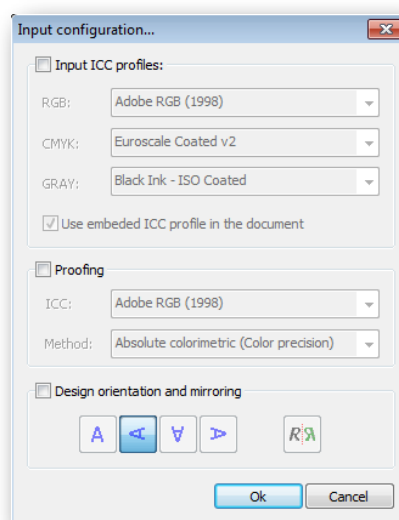 Input configuration...
Input ICC profiles:
RGB: Adobe RGB (1998)
CMYK: Euroscale Coated v2
GRAY: Black Ink - ISO Coated
Use embeded ICC profile in the document
Proofing
ICC: Adobe RGB (1998)
Method: Absolute colorimetric (Color precision)
Design orientation and mirroring
A A A A R R
Ok Cancel